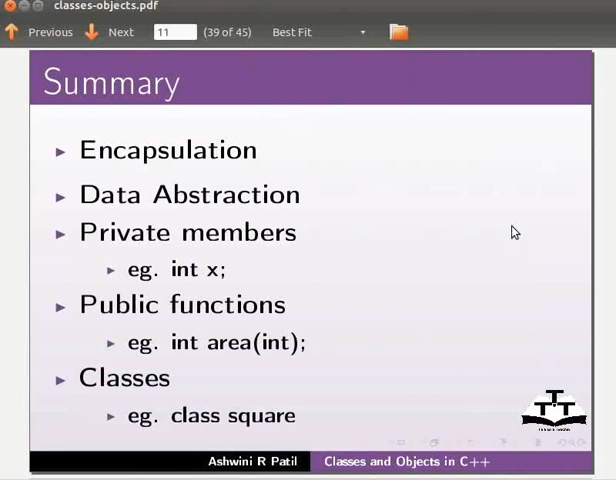 classes-objects.pdf
Previous Next 11 (39 of 45) Best Fit
Summary
Encapsulation
Data Abstraction
Private members
eg. int x;
Public functions
eg. int area(int);
Classes
eg. class square
Ashwini R Patil Classes and Objects in C++